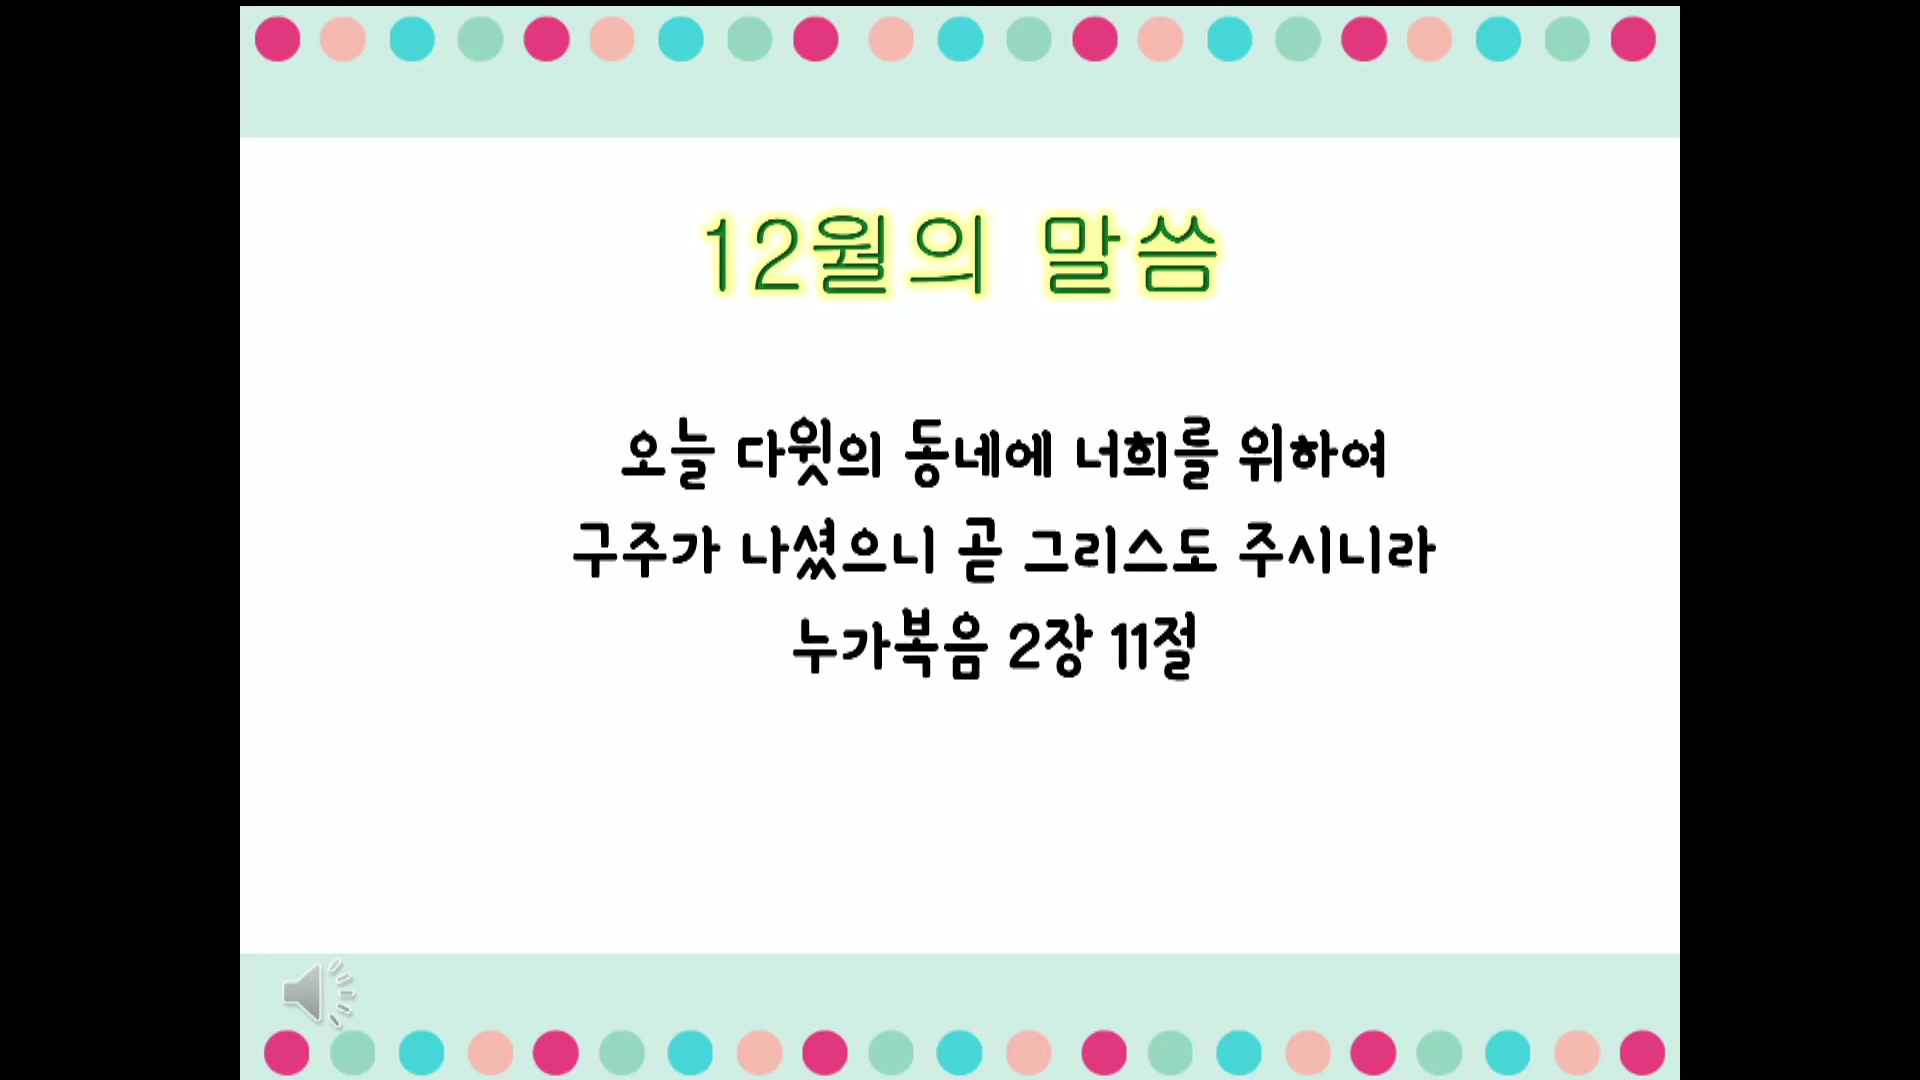 12월의 말씀
오늘 다윗의 동네에 너희를 위하여
구주가 나셨으니 곧 그리스도 주시니라
누가복음 2장 11절